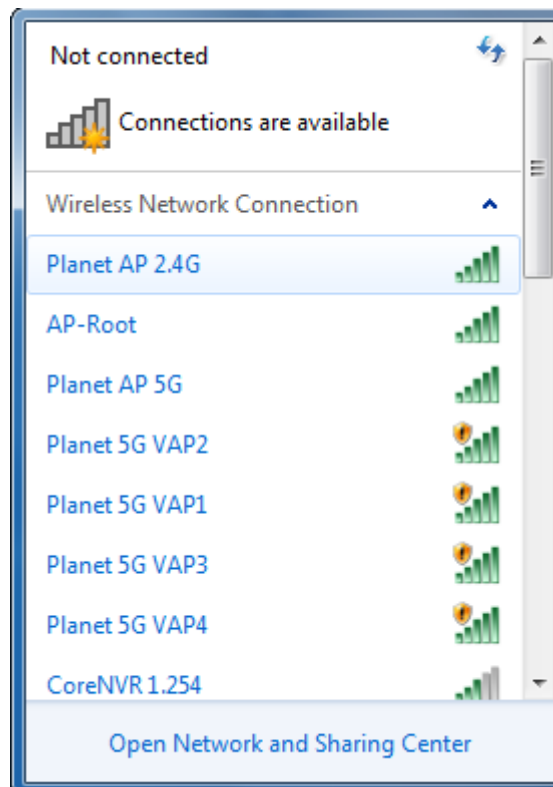 Not connected
Connections are available
Wireless Network Connection
Planet AP 2.4G
AP-Root
Planet AP 5G
Planet 5G VAP2
Planet 5G VAP1
Planet 5G VAP3
Planet 5G VAP4
CoreNVR 1.254
Open Network and Sharing Center